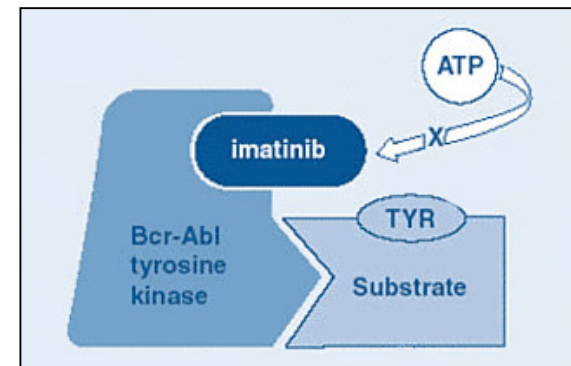 ATP
X
imatinib
TYR
Bcr-Abl
tyrosine
kinase
Substrate